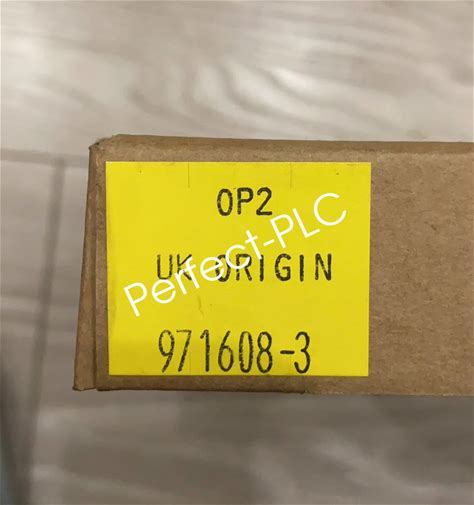 OP2
UK ORIGIN
Perfect-PLC
971608-3